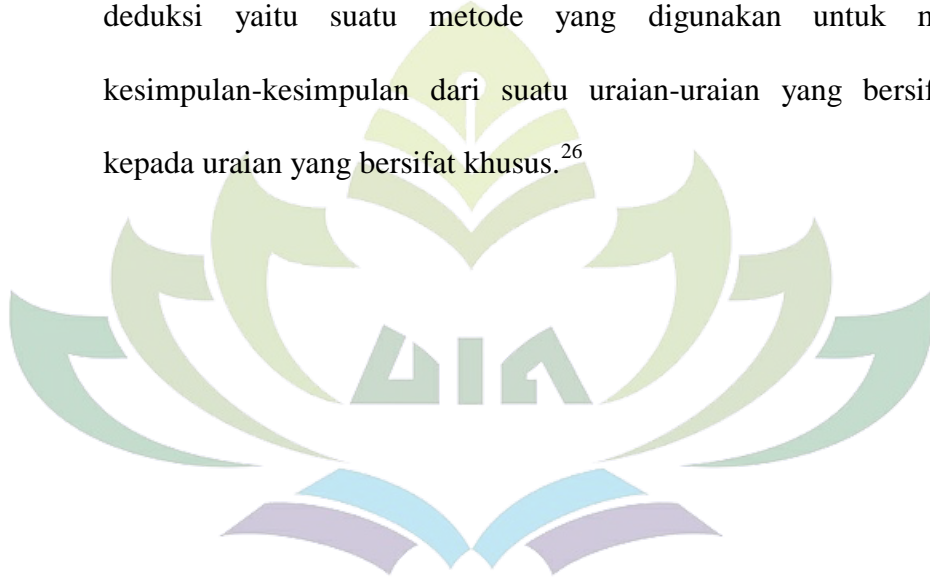 deduksi yaitu suatu metode yang digunakan untuk
kesimpulan-kesimpulan dari suatu uraian-uraian yang
kepada uraian yang bersifat khusus.26
UIN